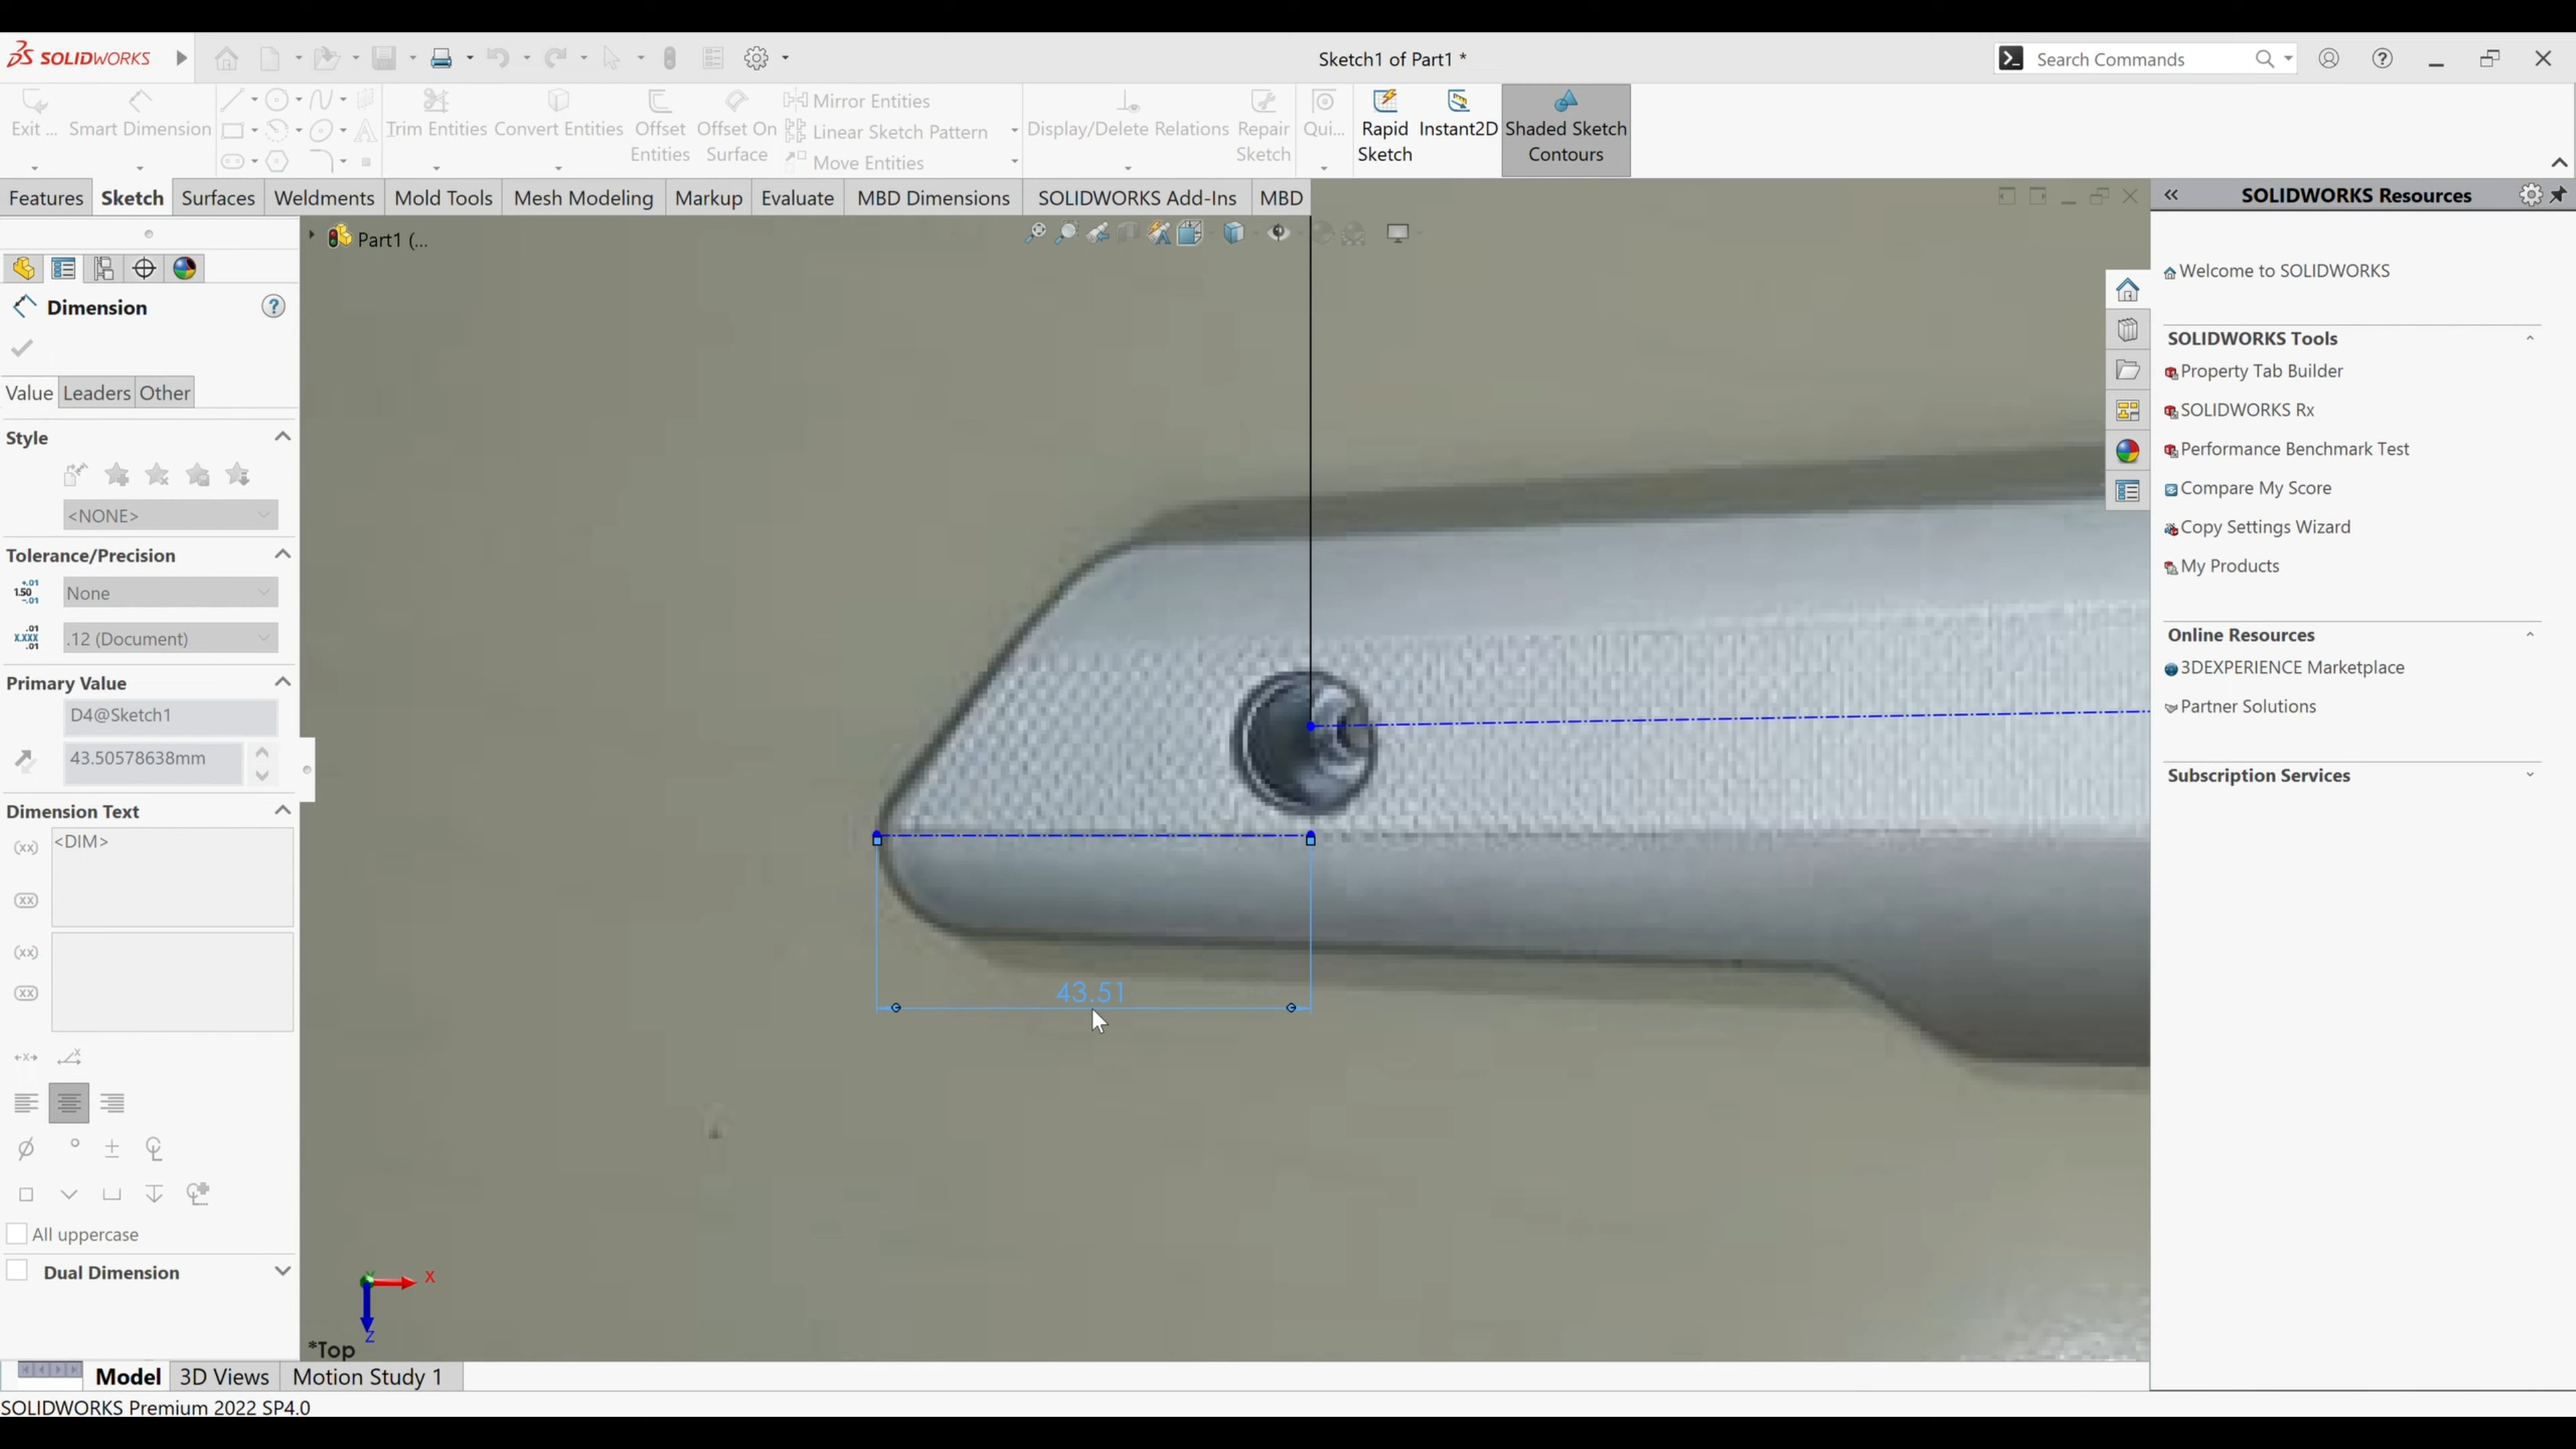 SOLIDWORKS
Sketch1 of Part1 *
Search Commands
Exit ...
Smart Dimension
Trim Entities
Convert Entities
Offset
Entities
Offset On
Surface
Mirror Entities
Linear Sketch Pattern
Move Entities
Display/Delete Relations
Repair
Sketch
Qui...
Rapid
Sketch
Instant2D
Shaded Sketch
Contours
Features
Sketch
Surfaces
Weldments
Mold Tools
Mesh Modeling
Markup
Evaluate
MBD Dimensions
SOLIDWORKS Add-Ins
MBD
Part1 (...
Dimension
Value
Leaders
Other
Style
<NONE>
Tolerance/Precision
None
.12 (Document)
Primary Value
D4@Sketch1
43.50578638mm
Dimension Text
<DIM>
All uppercase
Dual Dimension
43.51
X
Z
*Top
SOLIDWORKS Resources
Welcome to SOLIDWORKS
SOLIDWORKS Tools
Property Tab Builder
SOLIDWORKS Rx
Performance Benchmark Test
Compare My Score
Copy Settings Wizard
My Products
Online Resources
3DEXPERIENCE Marketplace
Partner Solutions
Subscription Services
Model
3D Views
Motion Study 1
SOLIDWORKS Premium 2022 SP4.0